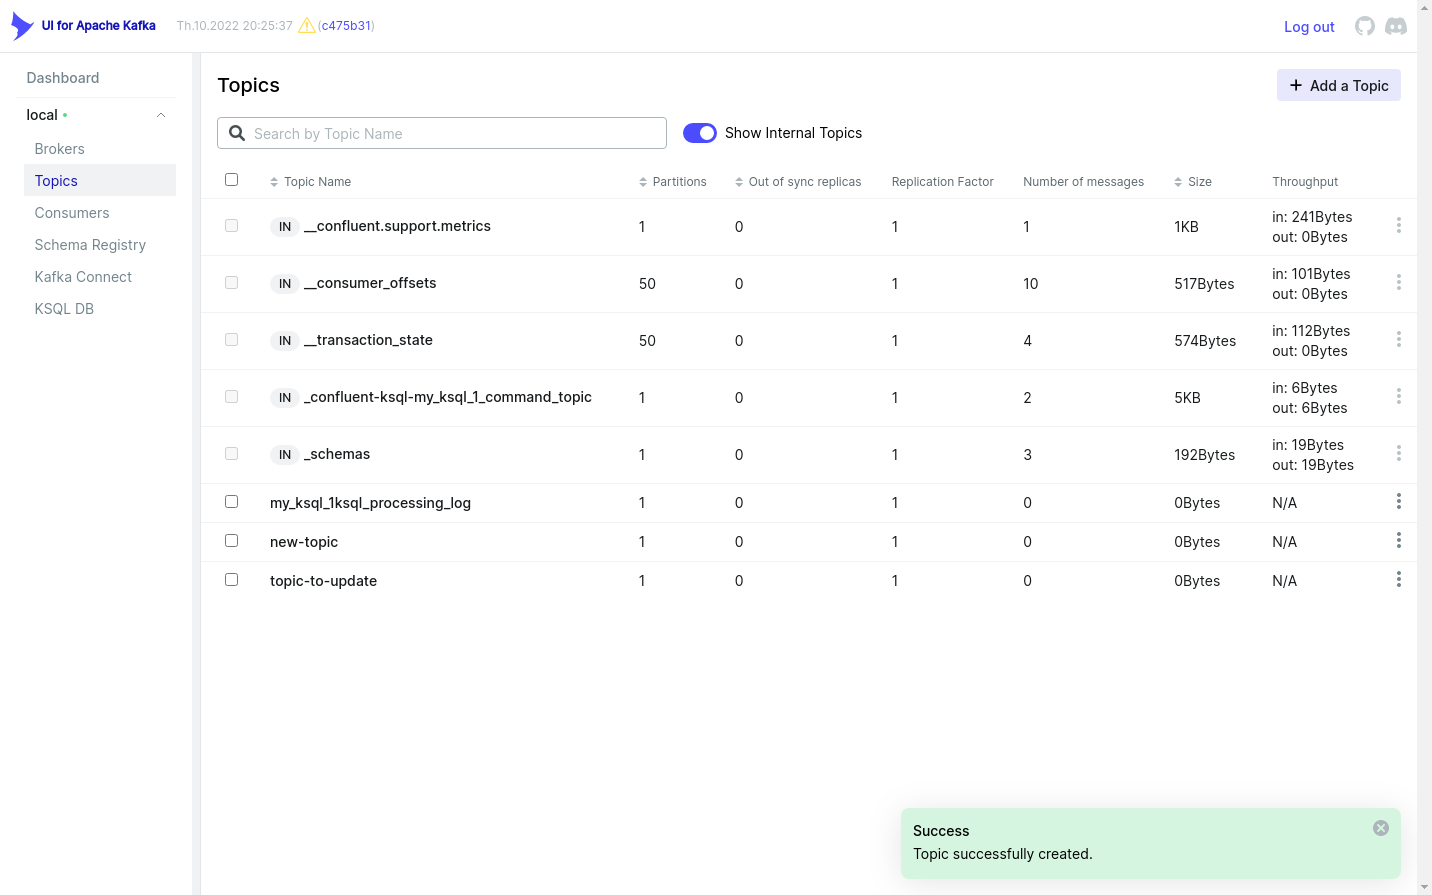 UI for Apache Kafka Th.10.2022 20:25:37 (c475b31) Log out
Dashboard
local
Brokers
Topics
Consumers
Schema Registry
Kafka Connect
KSQL DB
Topics
Add a Topic
Search by Topic Name
Show Internal Topics
Topic Name Partitions Out of sync replicas Replication Factor Number of messages Size Throughput
IN __confluent.support.metrics 1 0 1 1 1KB in: 241Bytes
out: 0Bytes
IN __consumer_offsets 50 0 1 10 517Bytes in: 101Bytes
out: 0Bytes
IN __transaction_state 50 0 1 4 574Bytes in: 112Bytes
out: 0Bytes
IN _confluent-ksql-my_ksql_1_command_topic 1 0 1 2 5KB in: 6Bytes
out: 6Bytes
IN _schemas 1 0 1 3 192Bytes in: 19Bytes
out: 19Bytes
my_ksql_1ksql_processing_log 1 0 1 0 0Bytes N/A
new-topic 1 0 1 0 0Bytes N/A
topic-to-update 1 0 1 0 0Bytes N/A
Success
Topic successfully created.